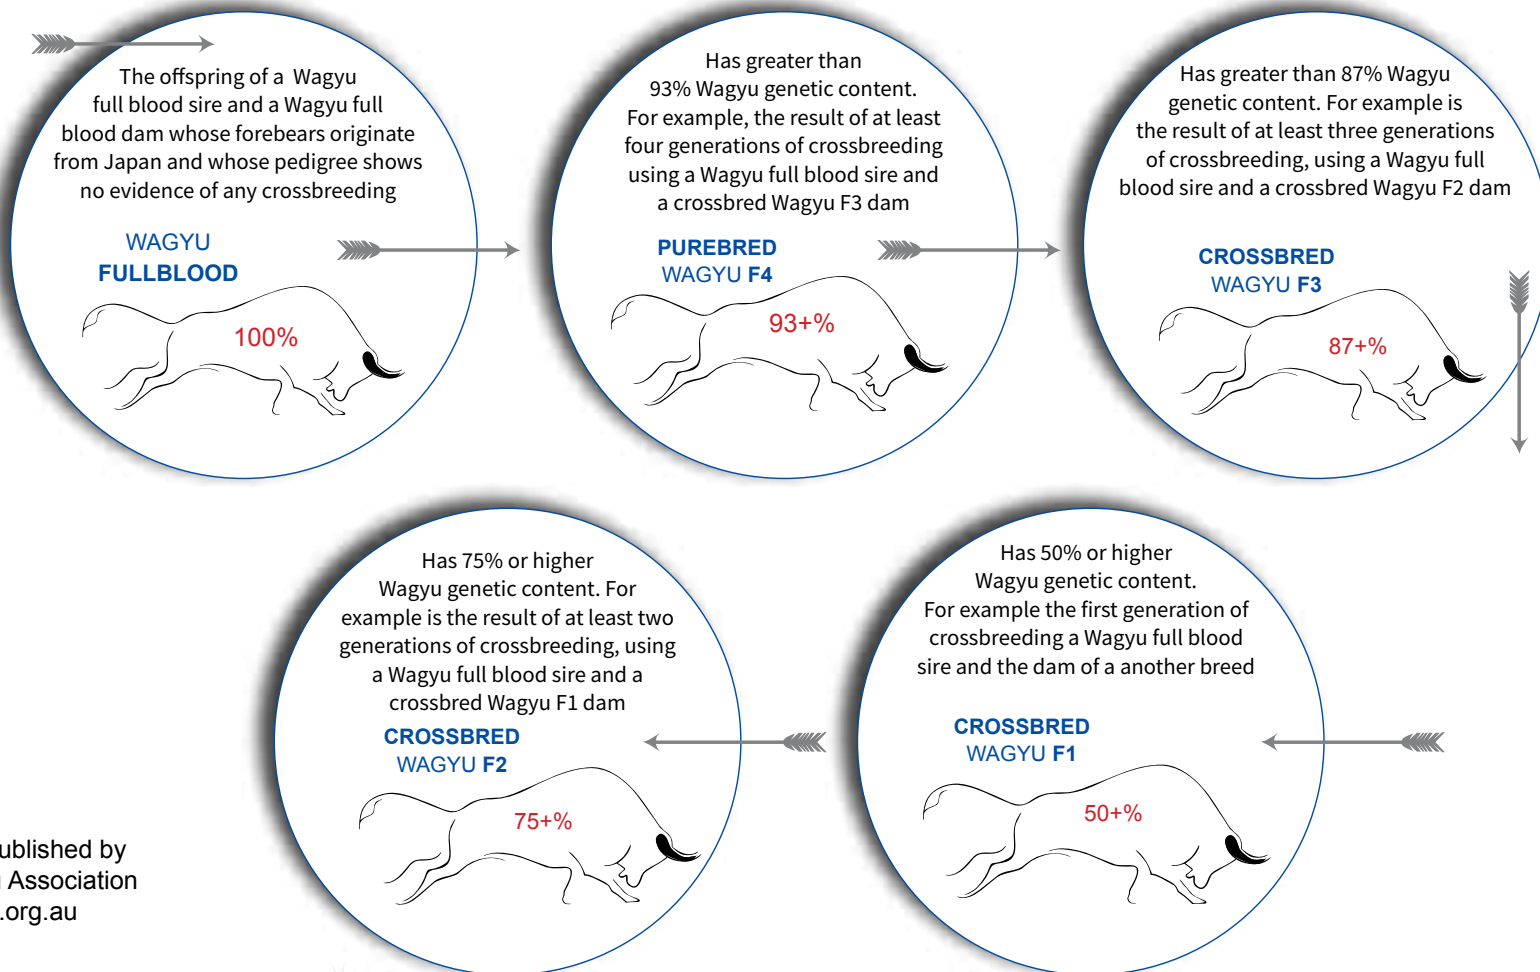 The offspring of a Wagyu
full blood sire and a Wagyu full
blood dam whose forebears originate
from Japan and whose pedigree shows
no evidence of any crossbreeding
WAGYU
FULLBLOOD
100%
Has greater than
93% Wagyu genetic content.
For example, the result of at least
four generations of crossbreeding
using a Wagyu full blood sire and
a crossbred Wagyu F3 dam
PUREBRED
WAGYU F4
93+%
Has greater than 87% Wagyu
genetic content. For example is
the result of at least three generations
of crossbreeding, using a Wagyu full
blood sire and a crossbred Wagyu F2 dam
CROSSBRED
WAGYU F3
87+%
Has 75% or higher
Wagyu genetic content. For
example is the result of at least two
generations of crossbreeding, using
a Wagyu full blood sire and a
crossbred Wagyu F1 dam
CROSSBRED
WAGYU F2
75+%
Has 50% or higher
Wagyu genetic content.
For example the first generation of
crossbreeding a Wagyu full blood
sire and the dam of a another breed
CROSSBRED
WAGYU F1
50+%
ublished by
Association
.org.au